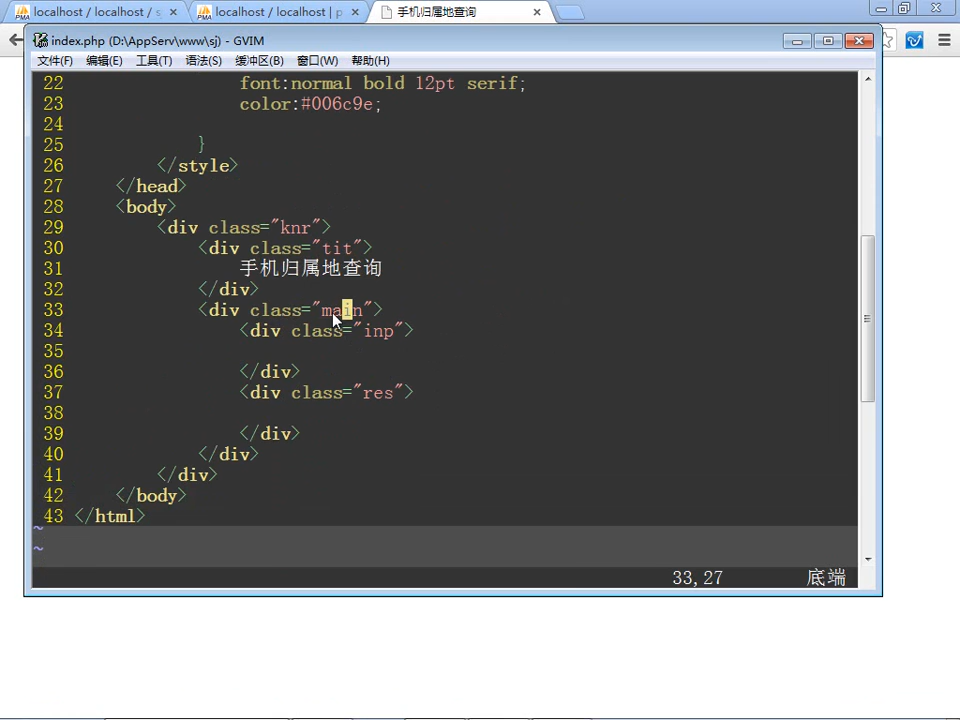 localhost / localhost / s
localhost / localhost | p
手机归属地查询
index.php (D:\AppServ\www\sj) - GVIM
文件(F) 编辑(E) 工具(T) 语法(S) 缓冲区(B) 窗口(W) 帮助(H)
22 font:normal bold 12pt serif;
23 color:#006c9e;
24
25 }
26 </style>
27 </head>
28 <body>
29 <div class="knr">
30 <div class="tit">
31 手机归属地查询
32 </div>
33 <div class="main">
34 <div class="inp">
35
36 </div>
37 <div class="res">
38
39 </div>
40 </div>
41 </div>
42 </body>
43 </html>
~
~
33,27 底端